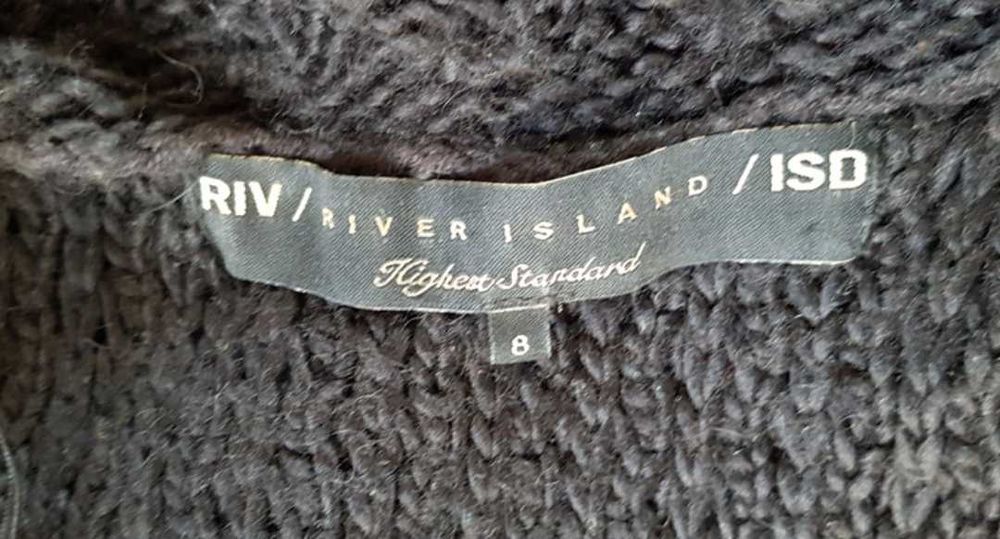 RIV/ RIVER ISLAND /ISD
Highest Standard
8